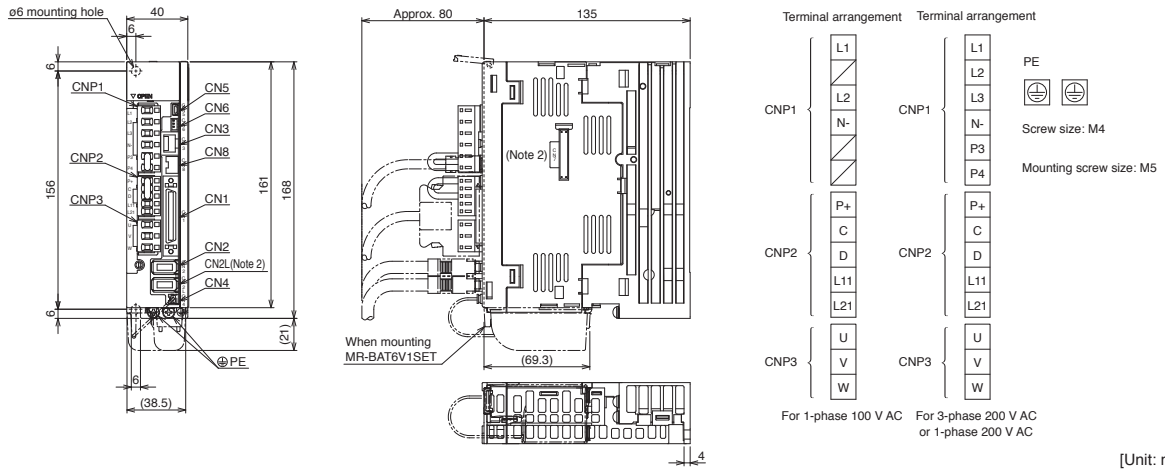 ø6 mounting hole
40
6
6
CNP1
▽ OPEN
CN5
CN6
CN3
CN8
CNP2
156
CNP3
161
168
CN1
CN2
CN2L(Note 2)
CN4
6
(21)
PE
6
(38.5)
Approx. 80
135
(Note 2)
When mounting
MR-BAT6V1SET
(69.3)
4
Terminal arrangement
CNP1
L1
L2
N-
CNP2
P+
C
D
L11
L21
CNP3
U
V
W
For 1-phase 100 V AC
Terminal arrangement
CNP1
L1
L2
L3
N-
P3
P4
CNP2
P+
C
D
L11
L21
CNP3
U
V
W
For 3-phase 200 V AC
or 1-phase 200 V AC
PE
Screw size: M4
Mounting screw size: M5
[Unit: